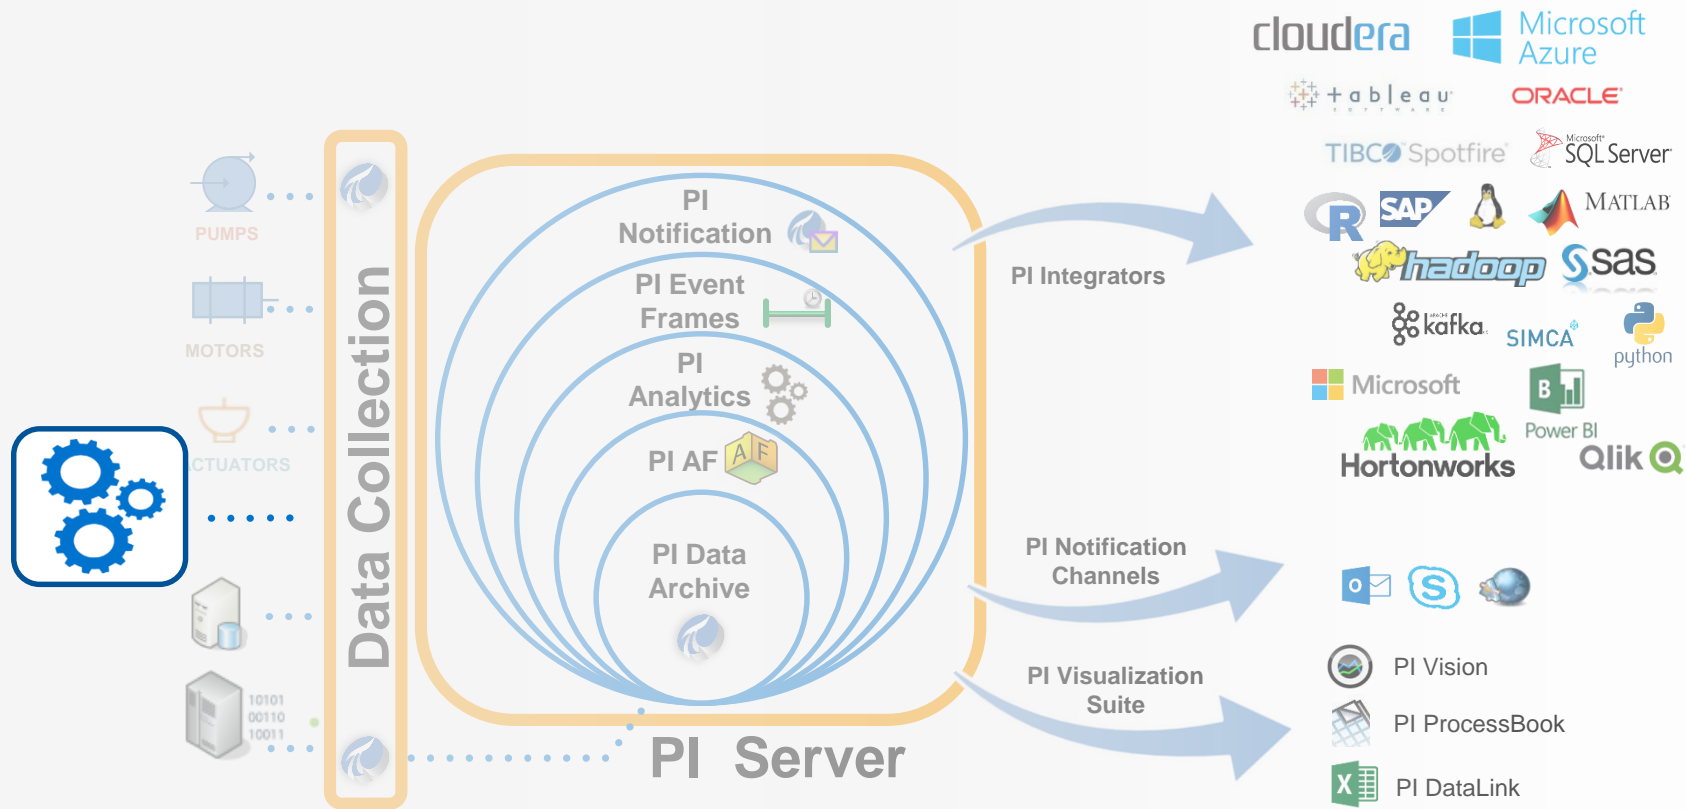 cloudera
Microsoft
Azure
+ a b l e a u
SOFTWARE
ORACLE
TIBCO Spotfire
Microsoft
SQL Server
R
SAP
MATLAB
hadoop
sas
APACHE
kafka
SIMCA
python
Microsoft
B
Power BI
Hortonworks
Qlik
PUMPS
MOTORS
CTUATORS
10101
00110
10011
Data Collection
PI
Notification
PI Event
Frames
PI
Analytics
PI AF
A F
PI Data
Archive
PI Server
PI Integrators
PI Notification
Channels
O
S
PI Visualization
Suite
PI Vision
PI ProcessBook
X
PI DataLink